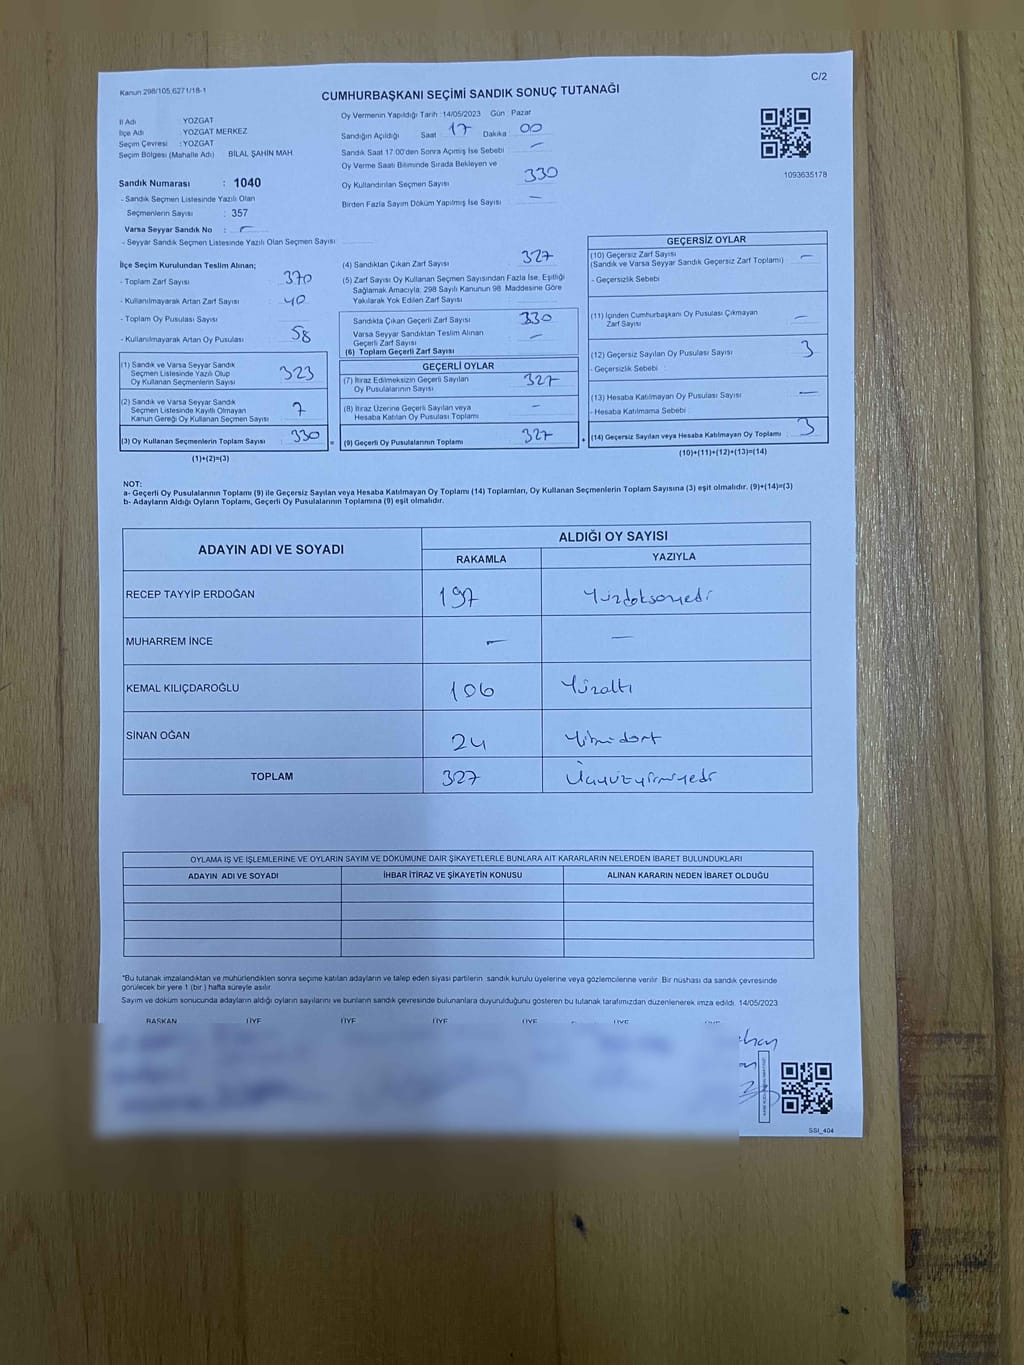 Kanun 298/105,6271/18-1
C/2
CUMHURBAŞKANI SEÇİMİ SANDIK SONUÇ TUTANAĞI
İl Adı YOZGAT
İlçe Adı YOZGAT MERKEZ
Seçim Çevresi : YOZGAT
Seçim Bölgesi (Mahalle Adı) BİLAL ŞAHİN MAH
Sandık Numarası : 1040
- Sandık Seçmen Listesinde Yazılı Olan
Seçmenlerin Sayısı : 357
Varsa Seyyar Sandık No : -
- Seyyar Sandık Seçmen Listesinde Yazılı Olan Seçmen Sayısı
Oy Vermenin Yapıldığı Tarih :14/05/2023 Gün : Pazar
Sandığın Açıldığı Saat 17 Dakika 00
Sandık Saat 17:00'den Sonra Açılmış İse Sebebi -
Oy Verme Saati Bitiminde Sırada Bekleyen ve
Oy Kullandırılan Seçmen Sayısı 330
Birden Fazla Sayım Döküm Yapılmış İse Sayısı -
1093635178
İlçe Seçim Kurulundan Teslim Alınan;
- Toplam Zarf Sayısı : 370
- Kullanılmayarak Artan Zarf Sayısı : 40
- Toplam Oy Pusulası Sayısı :
- Kullanılmayarak Artan Oy Pusulası : 58
(1) Sandık ve Varsa Seyyar Sandık
Seçmen Listesinde Yazılı Olup
Oy Kullanan Seçmenlerin Sayısı : 323
(2) Sandık ve Varsa Seyyar Sandık
Seçmen Listesinde Kayıtlı Olmayan
Kanun Gereği Oy Kullanan Seçmen Sayısı : 7
(3) Oy Kullanan Seçmenlerin Toplam Sayısı : 330
(1)+(2)=(3)
(4) Sandıktan Çıkan Zarf Sayısı : 327
(5) Zarf Sayısı Oy Kullanan Seçmen Sayısından Fazla İse, Eşitliği
Sağlamak Amacıyla; 298 Sayılı Kanunun 98. Maddesine Göre
Yakılarak Yok Edilen Zarf Sayısı :
Sandıkta Çıkan Geçerli Zarf Sayısı : 330
Varsa Seyyar Sandıktan Teslim Alınan
Geçerli Zarf Sayısı : -
(6) Toplam Geçerli Zarf Sayısı
GEÇERLİ OYLAR
(7) İtiraz Edilmeksizin Geçerli Sayılan
Oy Pusulalarının Sayısı : 327
(8) İtiraz Üzerine Geçerli Sayılan veya
Hesaba Katılan Oy Pusulası Toplamı : -
= (9) Geçerli Oy Pusulalarının Toplamı : 327
GEÇERSİZ OYLAR
(10) Geçersiz Zarf Sayısı
(Sandık ve Varsa Seyyar Sandık Geçersiz Zarf Toplamı) : -
- Geçersizlik Sebebi
(11) İçinden Cumhurbaşkanı Oy Pusulası Çıkmayan
Zarf Sayısı : -
(12) Geçersiz Sayılan Oy Pusulası Sayısı : 3
- Geçersizlik Sebebi :
(13) Hesaba Katılmayan Oy Pusulası Sayısı : -
- Hesaba Katılmama Sebebi
+ (14) Geçersiz Sayılan veya Hesaba Katılmayan Oy Toplamı : 3
(10)+(11)+(12)+(13)=(14)
NOT:
a- Geçerli Oy Pusulalarının Toplamı (9) ile Geçersiz Sayılan veya Hesaba Katılmayan Oy Toplamı (14) Toplamları, Oy Kullanan Seçmenlerin Toplam Sayısına (3) eşit olmalıdır. (9)+(14)=(3)
b- Adayların Aldığı Oyların Toplamı, Geçerli Oy Pusulalarının Toplamına (9) eşit olmalıdır.
ADAYIN ADI VE SOYADI ALDIĞI OY SAYISI
RAKAMLA YAZIYLA
RECEP TAYYİP ERDOĞAN 197 Yüzdoksanyedi
MUHARREM İNCE - -
KEMAL KILIÇDAROĞLU 106 Yüzaltı
SİNAN OĞAN 24 Yirmidört
TOPLAM 327 Üçyüzyirmiyedi
OYLAMA İŞ VE İŞLEMLERİNE VE OYLARIN SAYIM VE DÖKÜMÜNE DAİR ŞİKAYETLERLE BUNLARA AİT KARARLARIN NELERDEN İBARET BULUNDUKLARI
ADAYIN ADI VE SOYADI İHBAR İTİRAZ VE ŞİKAYETİN KONUSU ALINAN KARARIN NEDEN İBARET OLDUĞU
*Bu tutanak imzalandıktan ve mühürlendikten sonra seçime katılan adayların ve talep eden siyasi partilerin sandık kurulu üyelerine veya gözlemcilerine verilir. Bir nüshası da sandık çevresinde
görülecek bir yere 1 (bir ) hafta süreyle asılır.
Sayım ve döküm sonucunda adayların aldığı oyların sayılarını ve bunların sandık çevresinde bulunanlara duyurulduğunu gösteren bu tutanak tarafımızdan düzenlenerek imza edildi. 14/05/2023
BAŞKAN ÜYE ÜYE ÜYE ÜYE ÜYE ÜYE
SSI_404